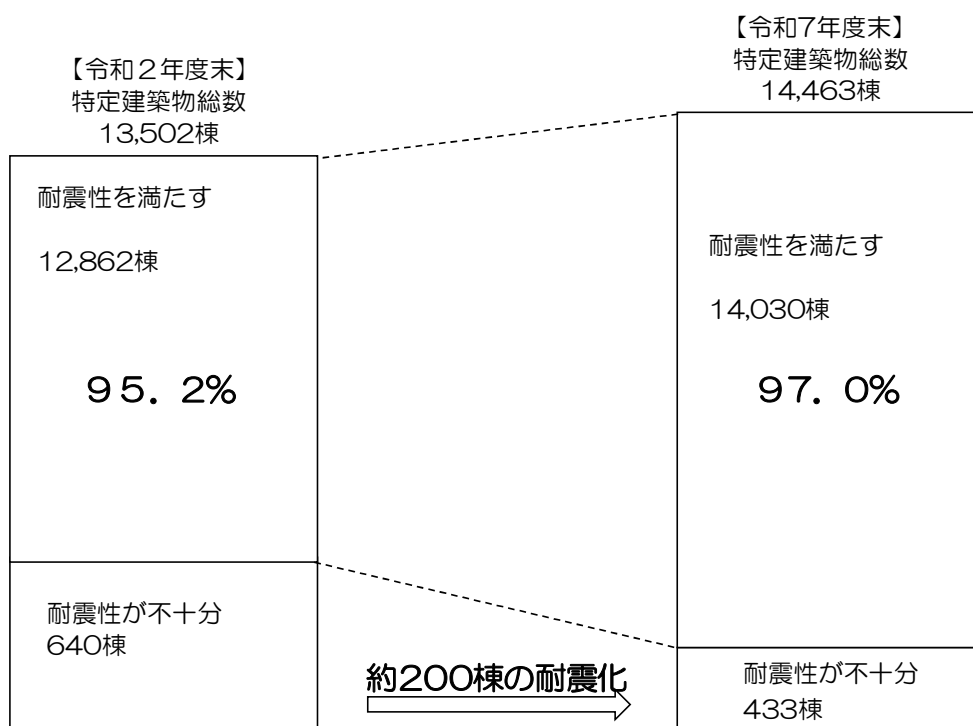 【令和２年度末】
特定建築物総数
13,502棟
耐震性を満たす
12,862棟
９５．２%
耐震性が不十分
640棟
約200棟の耐震化
【令和7年度末】
特定建築物総数
14,463棟
耐震性を満たす
14,030棟
９７．０%
耐震性が不十分
433棟